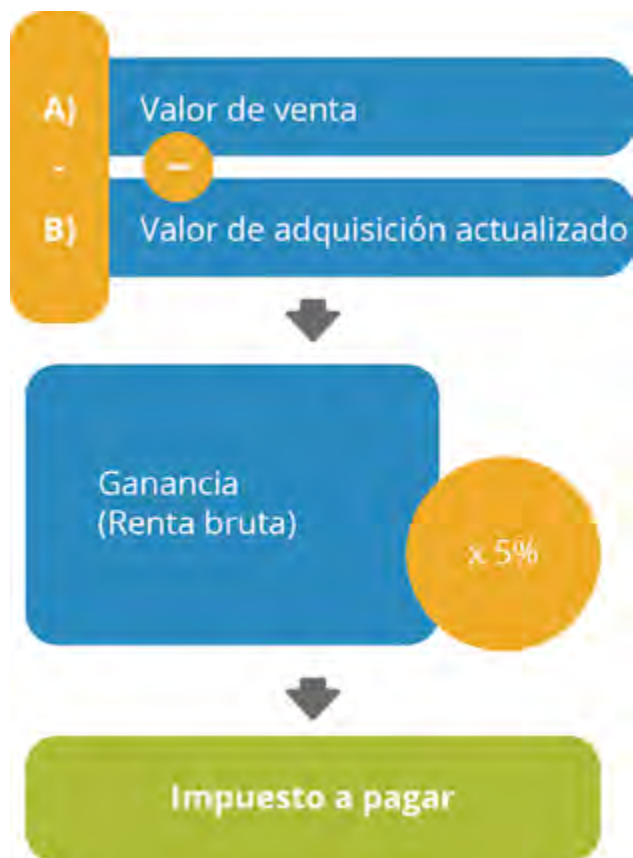 A) Valor de venta
- −
B) Valor de adquisición actualizado
Ganancia
(Renta bruta)
x 5%
Impuesto a pagar